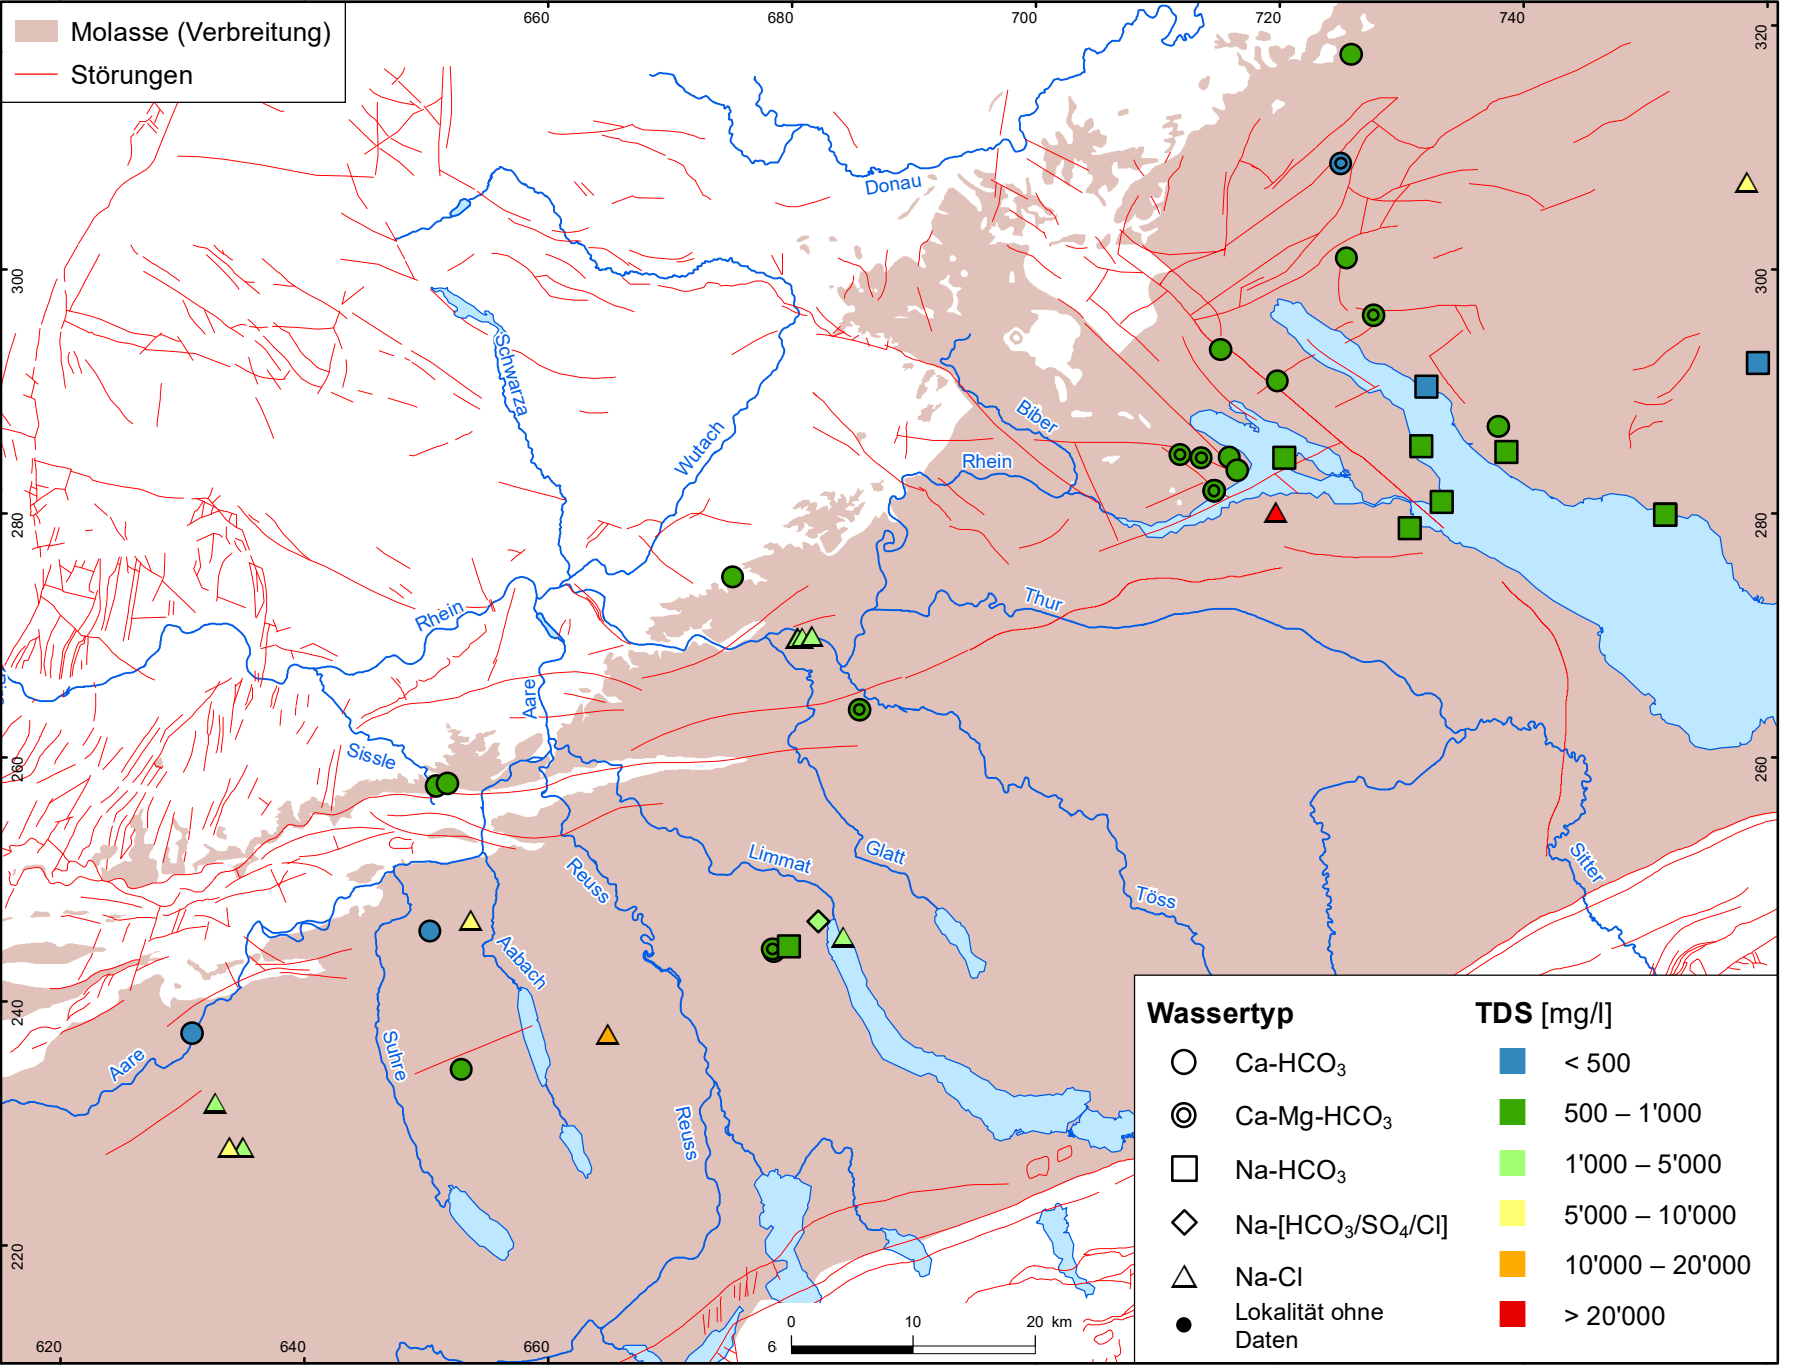 660
680
700
720
740
320
Molasse (Verbreitung)
Störungen
Donau
300
300
Schwarza
Wutach
Biber
Rhein
280
280
Rhein
Thur
Aare
Sissle
260
260
Reuss
Limmat
Glatt
Töss
Sitter
Aabach
240
Aare
Suhre
Reuss
220
Wassertyp
Ca-HCO₃
Ca-Mg-HCO₃
Na-HCO₃
Na-[HCO₃/SO₄/Cl]
Na-Cl
Lokalität ohne
Daten
TDS [mg/l]
< 500
500 – 1'000
1'000 – 5'000
5'000 – 10'000
10'000 – 20'000
> 20'000
0 10 20 km
6
620
640
660